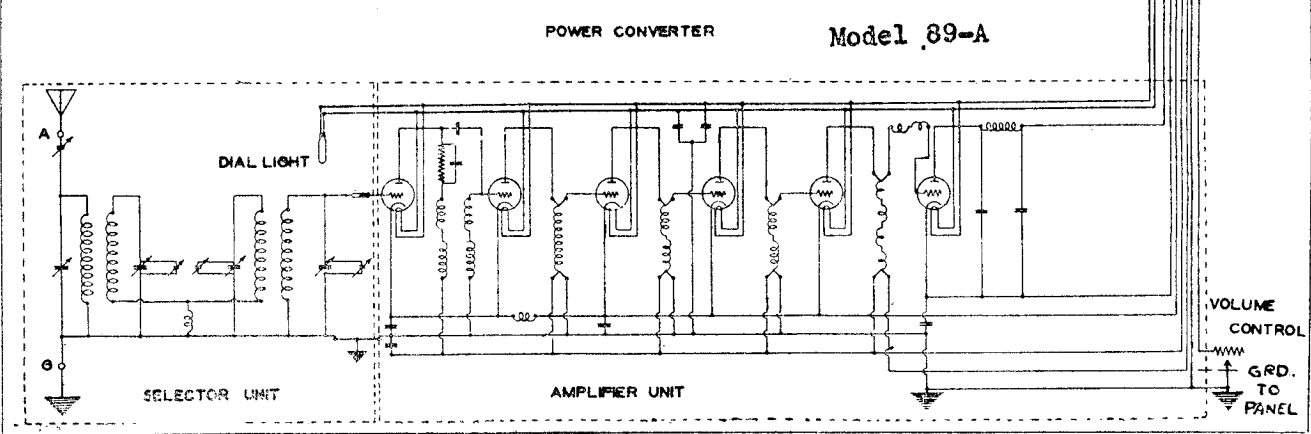 POWER CONVERTER
Model 89-A
A
DIAL LIGHT
G
SELECTOR UNIT
AMPLIFIER UNIT
VOLUME
CONTROL
GRD.
TO
PANEL